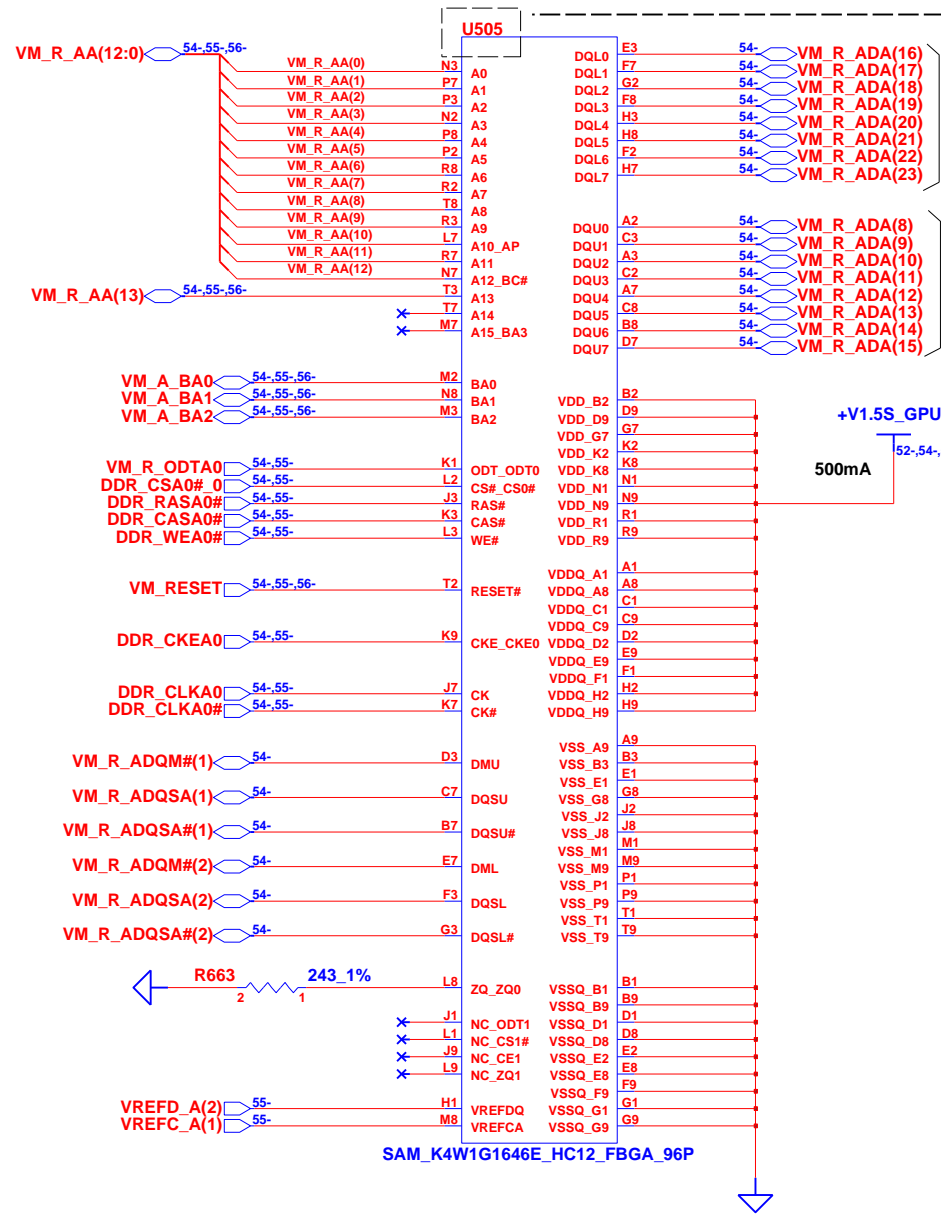 U505
VM_R_AA(12:0) 54-,55-,56- E3 54- VM_R_ADA(16)
VM_R_AA(0) N3 A0 DQL0
F7 54- VM_R_ADA(17)
VM_R_AA(1) P7 A1 DQL1
G2 54- VM_R_ADA(18)
VM_R_AA(2) P3 A2 DQL2
F8 54- VM_R_ADA(19)
VM_R_AA(3) N2 A3 DQL3
H3 54- VM_R_ADA(20)
VM_R_AA(4) P8 A4 DQL4
H8 54- VM_R_ADA(21)
VM_R_AA(5) P2 A5 DQL5
F2 54- VM_R_ADA(22)
VM_R_AA(6) R8 A6 DQL6
H7 54- VM_R_ADA(23)
VM_R_AA(7) R2 A7 DQL7
VM_R_AA(8) T8 A8
VM_R_AA(9) R3 A9 DQU0 A2 54- VM_R_ADA(8)
VM_R_AA(10) L7 A10_AP DQU1 C3 54- VM_R_ADA(9)
VM_R_AA(11) R7 A11 DQU2 A3 54- VM_R_ADA(10)
VM_R_AA(12) N7 A12_BC# DQU3 C2 54- VM_R_ADA(11)
VM_R_AA(13) 54-,55-,56- T3 A13 DQU4 A7 54- VM_R_ADA(12)
T7 A14 DQU5 C8 54- VM_R_ADA(13)
M7 A15_BA3 DQU6 B8 54- VM_R_ADA(14)
DQU7 D7 54- VM_R_ADA(15)
VM_A_BA0 54-,55-,56- M2 BA0
VM_A_BA1 54-,55-,56- N8 BA1 VDD_B2 B2
VM_A_BA2 54-,55-,56- M3 BA2 VDD_D9 D9
+V1.5S_GPU
VDD_G7 G7
VDD_K2 K2 52-,54-,
VM_R_ODTA0 54-,55- K1 ODT_ODT0 VDD_K8 K8 500mA
DDR_CSA0#_0 54-,55- L2 CS#_CS0# VDD_N1 N1
DDR_RASA0# 54-,55- J3 RAS# VDD_N9 N9
DDR_CASA0# 54-,55- K3 CAS# VDD_R1 R1
DDR_WEA0# 54-,55- L3 WE# VDD_R9 R9
VDDQ_A1 A1
VM_RESET 54-,55-,56- T2 RESET# VDDQ_A8 A8
VDDQ_C1 C1
VDDQ_C9 C9
DDR_CKEA0 54-,55- K9 CKE_CKE0 VDDQ_D2 D2
VDDQ_E9 E9
VDDQ_F1 F1
DDR_CLKA0 54-,55- J7 CK VDDQ_H2 H2
DDR_CLKA0# 54-,55- K7 CK# VDDQ_H9 H9
VSS_A9 A9
VM_R_ADQM#(1) 54- D3 DMU VSS_B3 B3
VSS_E1 E1
VM_R_ADQSA(1) 54- C7 DQSU VSS_G8 G8
VSS_J2 J2
VM_R_ADQSA#(1) 54- B7 DQSU# VSS_J8 J8
VSS_M1 M1
VM_R_ADQM#(2) 54- E7 DML VSS_M9 M9
VSS_P1 P1
VM_R_ADQSA(2) 54- F3 DQSL VSS_P9 P9
VSS_T1 T1
VM_R_ADQSA#(2) 54- G3 DQSL# VSS_T9 T9
R663 2 1 243_1% L8 ZQ_ZQ0 VSSQ_B1 B1
VSSQ_B9 B9
J1 NC_ODT1 VSSQ_D1 D1
L1 NC_CS1# VSSQ_D8 D8
J9 NC_CE1 VSSQ_E2 E2
L9 NC_ZQ1 VSSQ_E8 E8
VSSQ_F9 F9
VREFD_A(2) 55- H1 VREFDQ VSSQ_G1 G1
VREFC_A(1) 55- M8 VREFCA VSSQ_G9 G9
SAM_K4W1G1646E_HC12_FBGA_96P